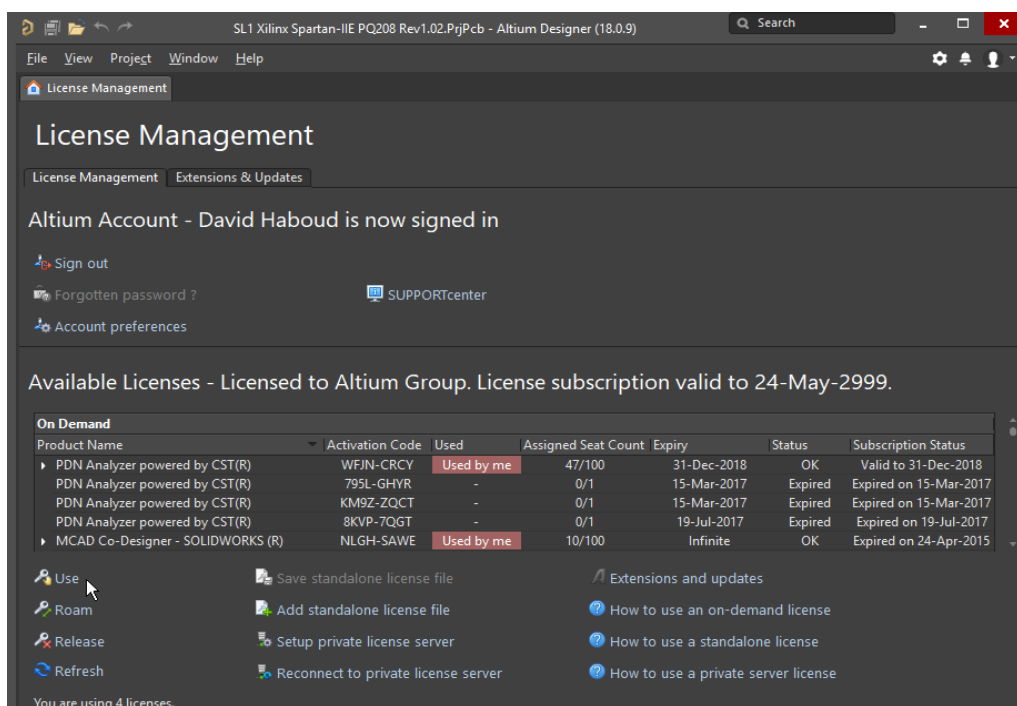 SL1 Xilinx Spartan-IIE PQ208 Rev1.02.PrjPcb - Altium Designer (18.0.9) Search
File View Project Window Help
License Management
License Management
License Management Extensions & Updates
Altium Account - David Haboud is now signed in
Sign out
Forgotten password ? SUPPORTcenter
Account preferences
Available Licenses - Licensed to Altium Group. License subscription valid to 24-May-2999.
On Demand
Product Name Activation Code Used Assigned Seat Count Expiry Status Subscription Status
PDN Analyzer powered by CST(R) WFJN-CRCY Used by me 47/100 31-Dec-2018 OK Valid to 31-Dec-2018
PDN Analyzer powered by CST(R) 795L-GHYR - 0/1 15-Mar-2017 Expired Expired on 15-Mar-2017
PDN Analyzer powered by CST(R) KM9Z-ZQCT - 0/1 15-Mar-2017 Expired Expired on 15-Mar-2017
PDN Analyzer powered by CST(R) 8KVP-7QGT - 0/1 19-Jul-2017 Expired Expired on 19-Jul-2017
MCAD Co-Designer - SOLIDWORKS (R) NLGH-SAWE Used by me 10/100 Infinite OK Expired on 24-Apr-2015
Use Save standalone license file Extensions and updates
Roam Add standalone license file How to use an on-demand license
Release Setup private license server How to use a standalone license
Refresh Reconnect to private license server How to use a private server license
You are using 4 licenses.